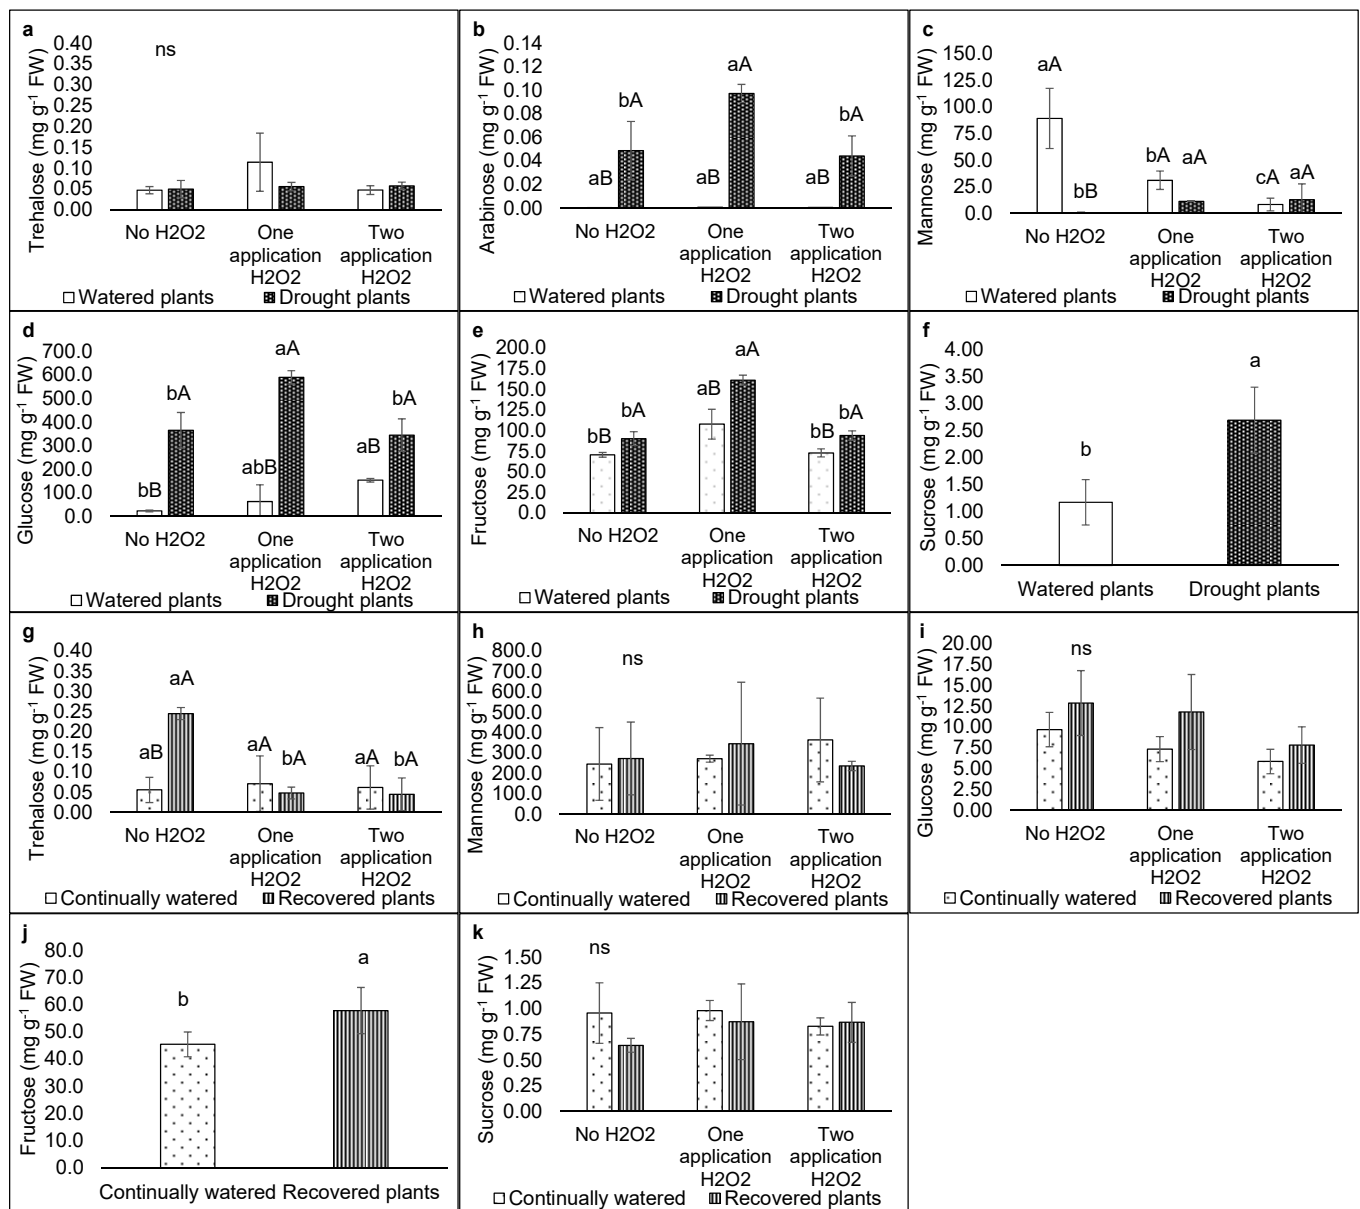 a
Trehalose (mg g⁻¹ FW)
0.40
0.35
0.30
0.25
0.20
0.15
0.10
0.05
0.00
ns
No H2O2
One application H2O2
Two application H2O2
Watered plants
Drought plants
b
Arabinose (mg g⁻¹ FW)
0.14
0.12
0.10
0.08
0.06
0.04
0.02
0.00
aB
bA
aB
aA
aB
bA
No H2O2
One application H2O2
Two application H2O2
Watered plants
Drought plants
c
Mannose (mg g⁻¹ FW)
150.0
125.0
100.0
75.0
50.0
25.0
0.0
aA
bB
bA
aA
cA
aA
No H2O2
One application H2O2
Two application H2O2
Watered plants
Drought plants
d
Glucose (mg g⁻¹ FW)
700.0
600.0
500.0
400.0
300.0
200.0
100.0
0.0
bB
bA
abB
aA
aB
bA
No H2O2
One application H2O2
Two application H2O2
Watered plants
Drought plants
e
Fructose (mg g⁻¹ FW)
200.0
175.0
150.0
125.0
100.0
75.0
50.0
25.0
0.0
bB
bA
aB
aA
bB
bA
No H2O2
One application H2O2
Two application H2O2
Watered plants
Drought plants
f
Sucrose (mg g⁻¹ FW)
4.00
3.50
3.00
2.50
2.00
1.50
1.00
0.50
0.00
b
a
Watered plants
Drought plants
g
Trehalose (mg g⁻¹ FW)
0.40
0.35
0.30
0.25
0.20
0.15
0.10
0.05
0.00
aB
aA
aA
bA
aA
bA
No H2O2
One application H2O2
Two application H2O2
Continually watered
Recovered plants
h
Mannose (mg g⁻¹ FW)
800.0
700.0
600.0
500.0
400.0
300.0
200.0
100.0
0.0
ns
No H2O2
One application H2O2
Two application H2O2
Continually watered
Recovered plants
i
Glucose (mg g⁻¹ FW)
20.00
17.50
15.00
12.50
10.00
7.50
5.00
2.50
0.00
ns
No H2O2
One application H2O2
Two application H2O2
Continually watered
Recovered plants
j
Fructose (mg g⁻¹ FW)
80.0
70.0
60.0
50.0
40.0
30.0
20.0
10.0
0.0
b
a
Continually watered
Recovered plants
k
Sucrose (mg g⁻¹ FW)
1.50
1.25
1.00
0.75
0.50
0.25
0.00
ns
No H2O2
One application H2O2
Two application H2O2
Continually watered
Recovered plants